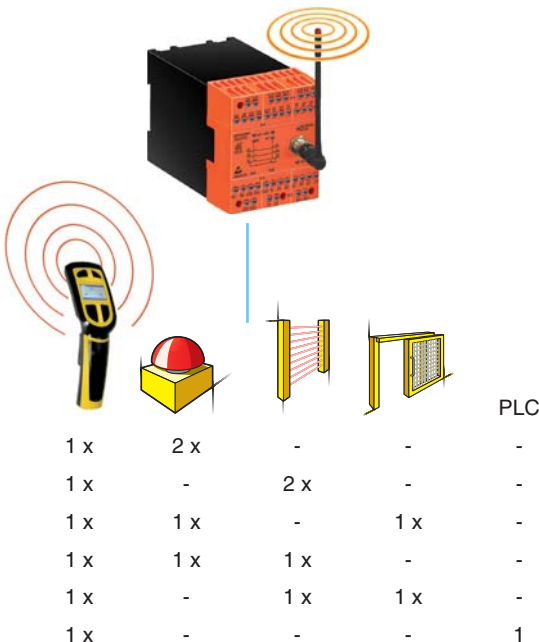 PLC
1 x 2 x - - -
1 x - 2 x - -
1 x 1 x - 1 x -
1 x 1 x 1 x - -
1 x - 1 x 1 x -
1 x - - - 1